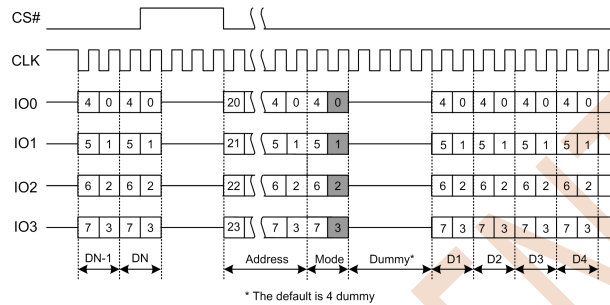 CS#
CLK
IO0 4 0 4 0 20 4 0 4 0 4 0 4 0 4 0 4 0
IO1 5 1 5 1 21 5 1 5 1 5 1 5 1 5 1 5 1
IO2 6 2 6 2 22 6 2 6 2 6 2 6 2 6 2 6 2
IO3 7 3 7 3 23 7 3 7 3 7 3 7 3 7 3 7 3
DN-1 DN Address Mode Dummy* D1 D2 D3 D4
* The default is 4 dummy